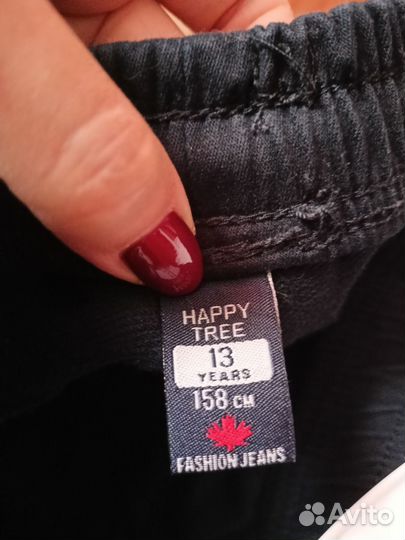 HAPPY
TREE
13
YEARS
158 CM
FASHION JEANS
Avito